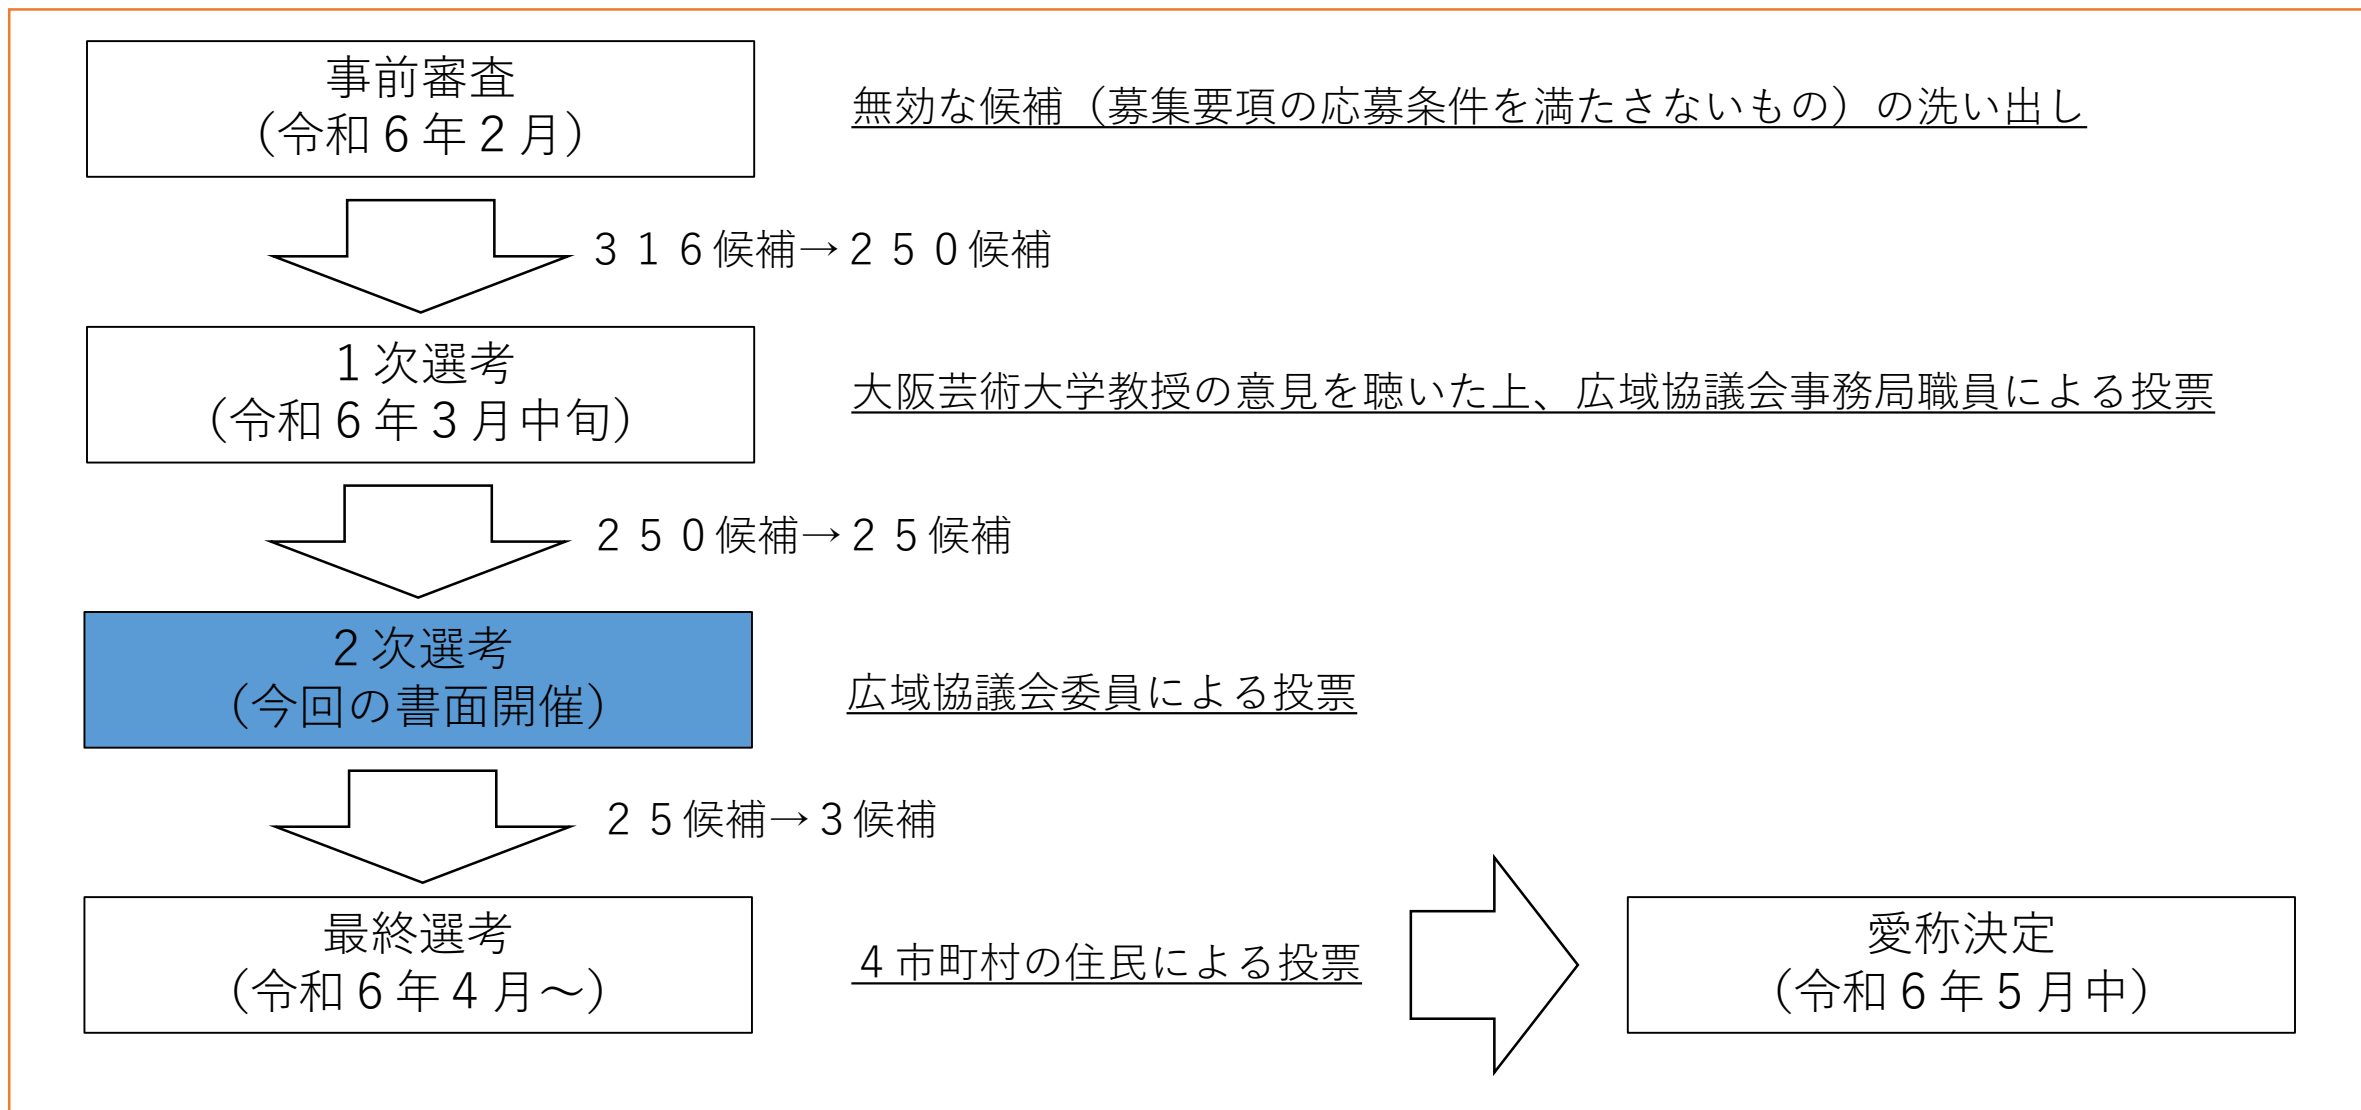 事前審査
（令和６年２月）
無効な候補（募集要項の応募条件を満たさないもの）の洗い出し
３１６候補→２５０候補
１次選考
（令和６年３月中旬）
大阪芸術大学教授の意見を聴いた上、広域協議会事務局職員による投票
２５０候補→２５候補
２次選考
（今回の書面開催）
広域協議会委員による投票
２５候補→３候補
最終選考
（令和６年４月～）
４市町村の住民による投票
愛称決定
（令和６年５月中）